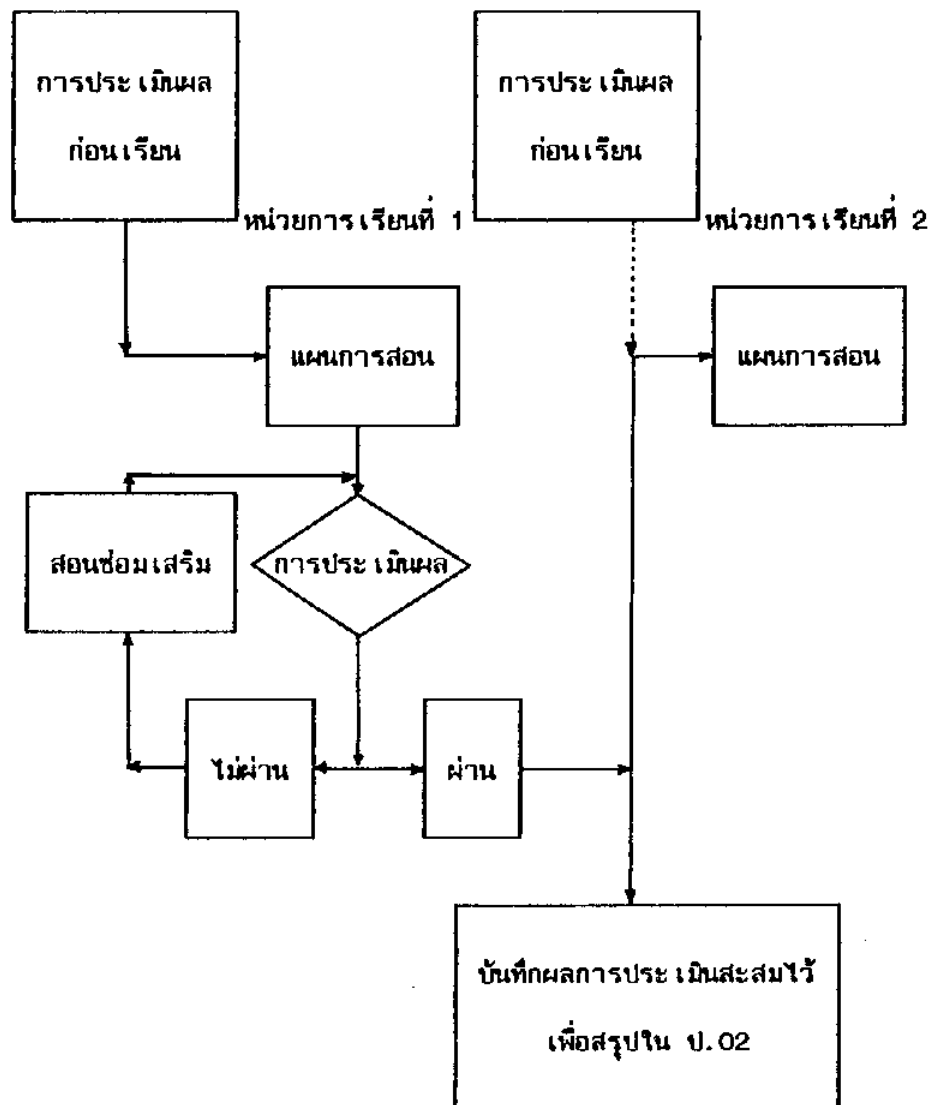 การประเมินผล
ก่อนเรียน
การประเมินผล
ก่อนเรียน
หน่วยการเรียนที่ 1
หน่วยการเรียนที่ 2
แผนการสอน
แผนการสอน
สอนซ่อมเสริม
การประเมินผล
ไม่ผ่าน
ผ่าน
บันทึกผลการประเมินสะสมไว้
เพื่อสรุปใน ป.02